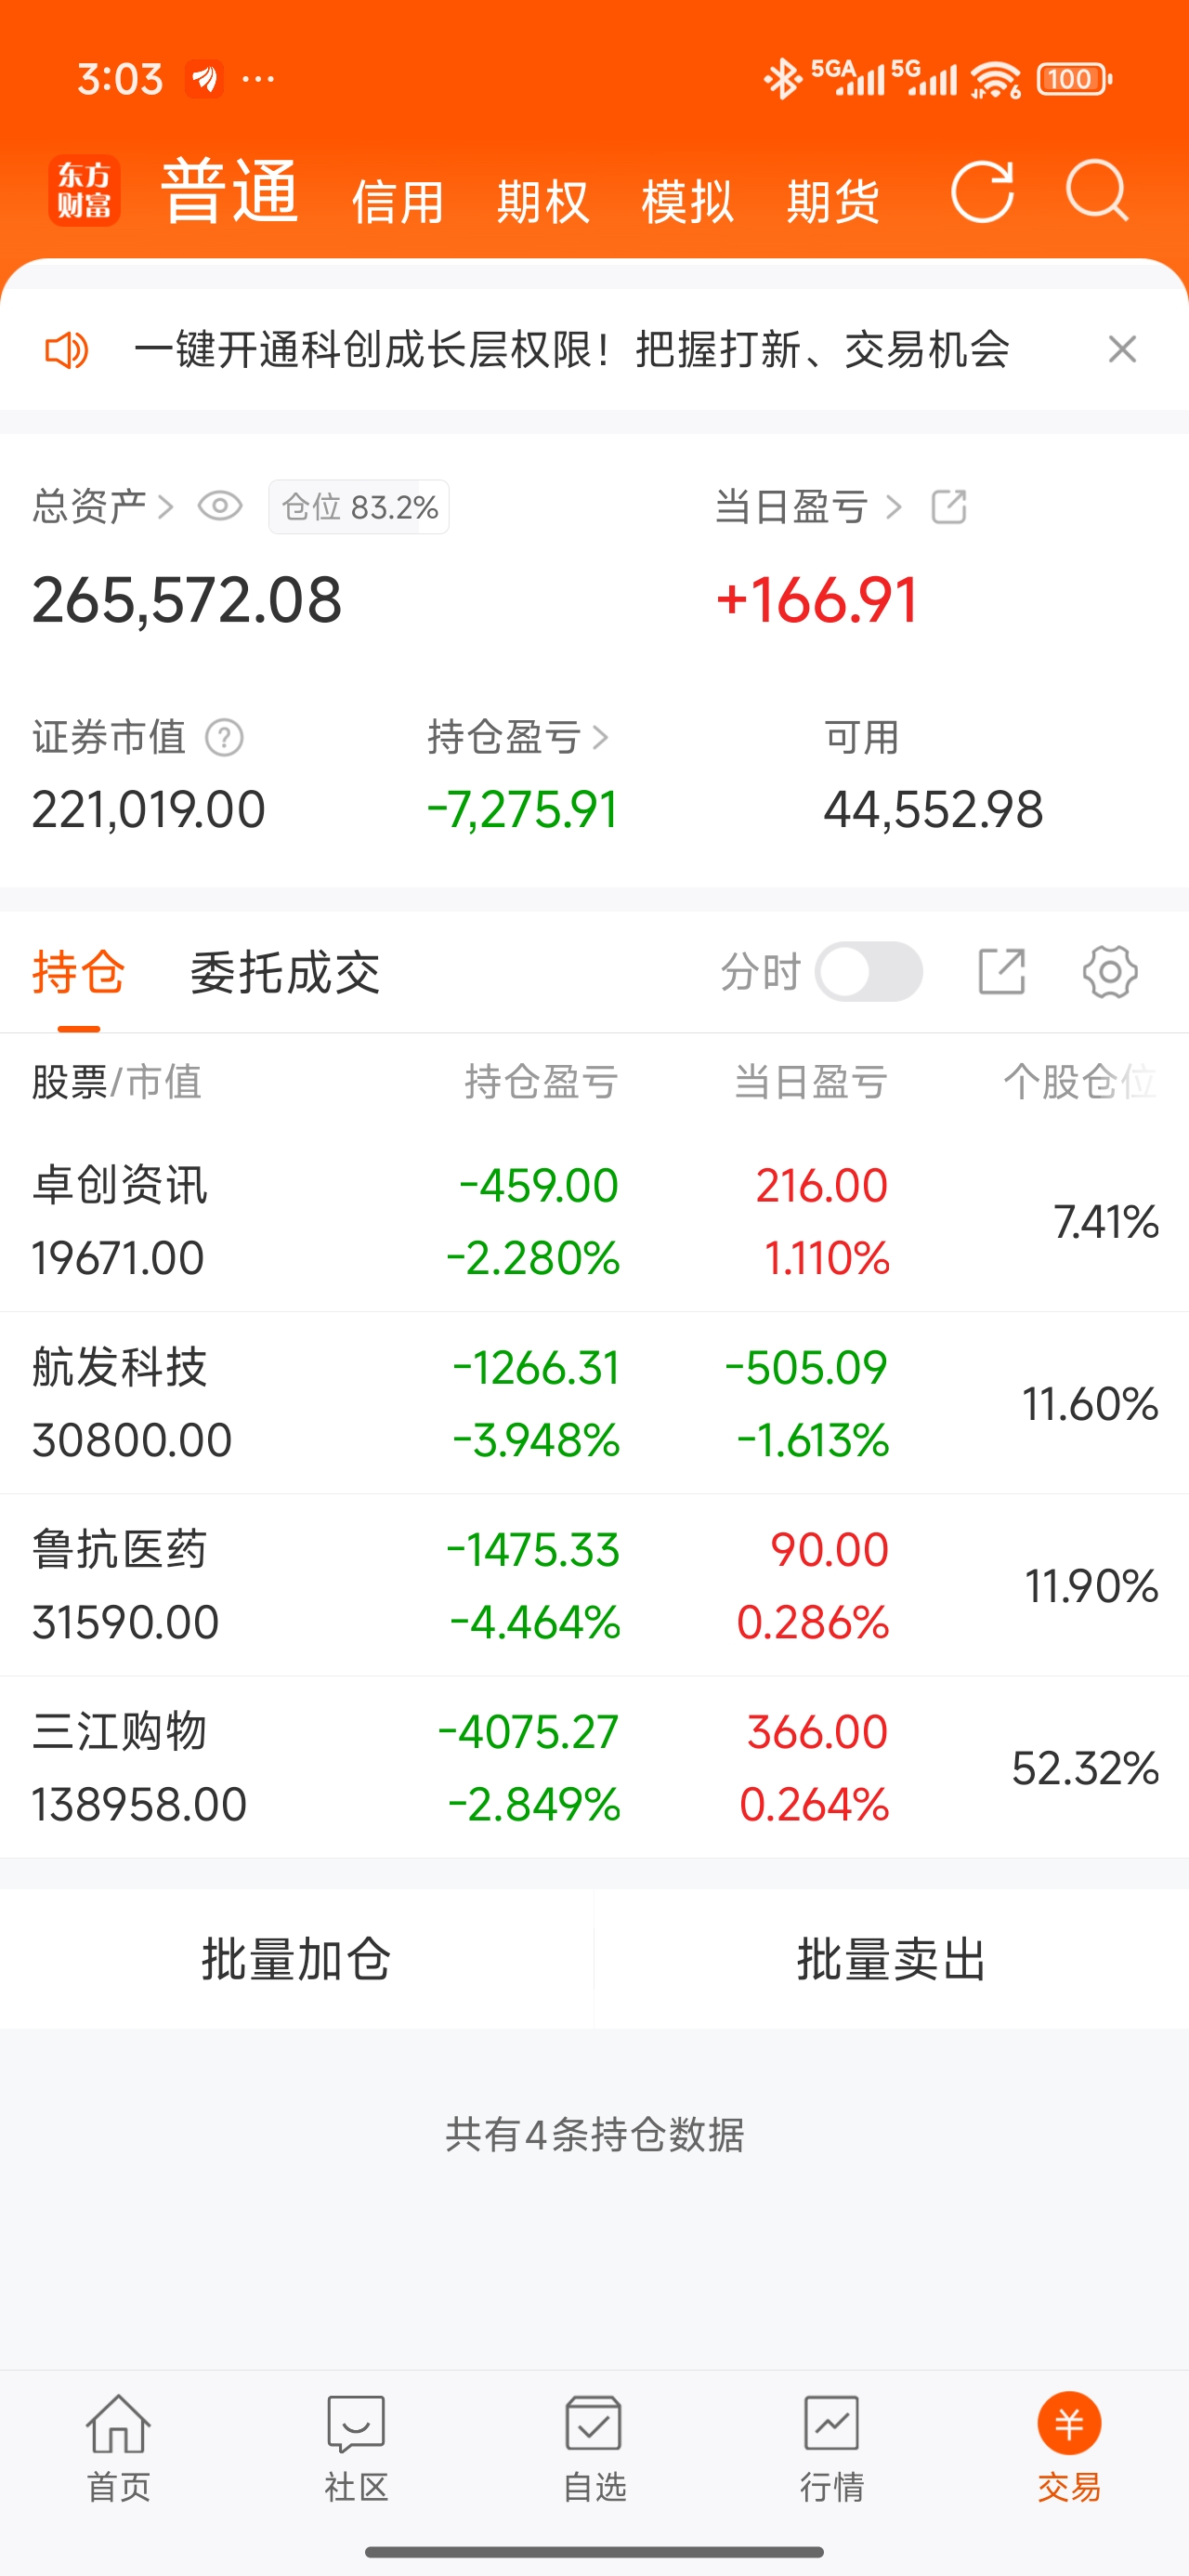 3:03 ... 5GA 5G 6 100
东方财富 普通 信用 期权 模拟 期货
一键开通科创成长层权限！把握打新、交易机会
总资产 仓位 83.2% 当日盈亏
265,572.08 +166.91
证券市值 ? 持仓盈亏 可用
221,019.00 -7,275.91 44,552.98
持仓 委托成交 分时
股票/市值 持仓盈亏 当日盈亏 个股仓位
卓创资讯 -459.00 216.00 7.41%
19671.00 -2.280% 1.110%
航发科技 -1266.31 -505.09 11.60%
30800.00 -3.948% -1.613%
鲁抗医药 -1475.33 90.00 11.90%
31590.00 -4.464% 0.286%
三江购物 -4075.27 366.00 52.32%
138958.00 -2.849% 0.264%
批量加仓 批量卖出
共有4条持仓数据
首页 社区 自选 行情 交易